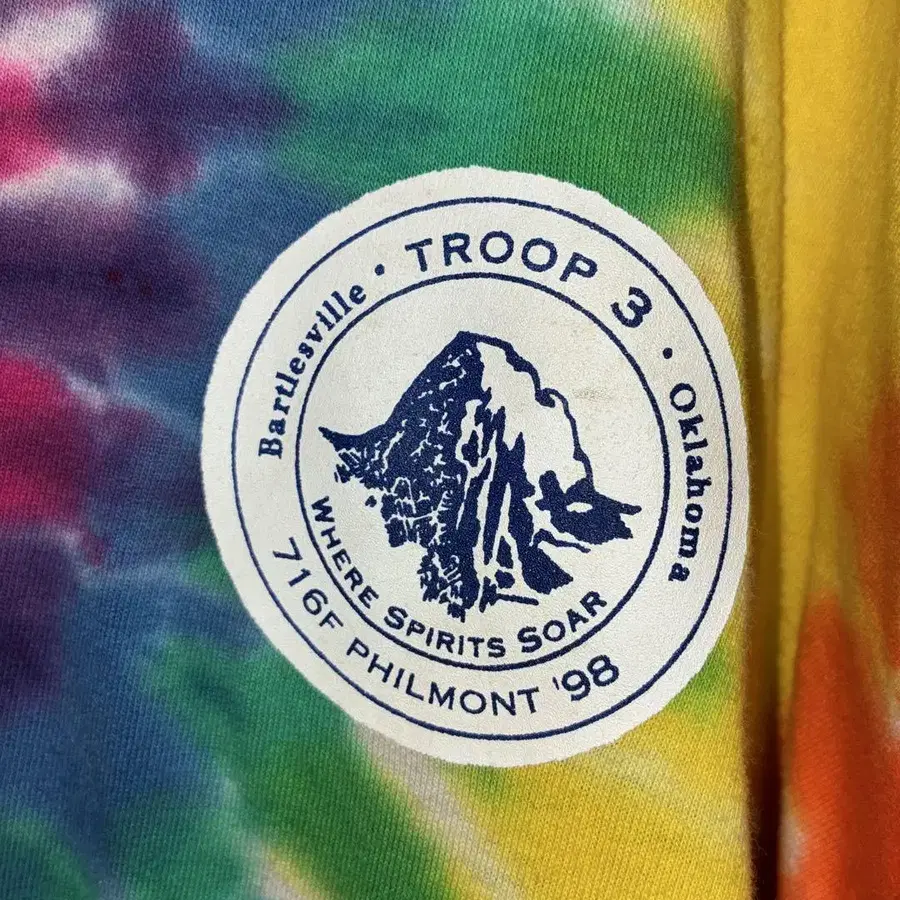 Bartlesville • TROOP 3 • Oklahoma
WHERE SPIRITS SOAR
716F PHILMONT '98